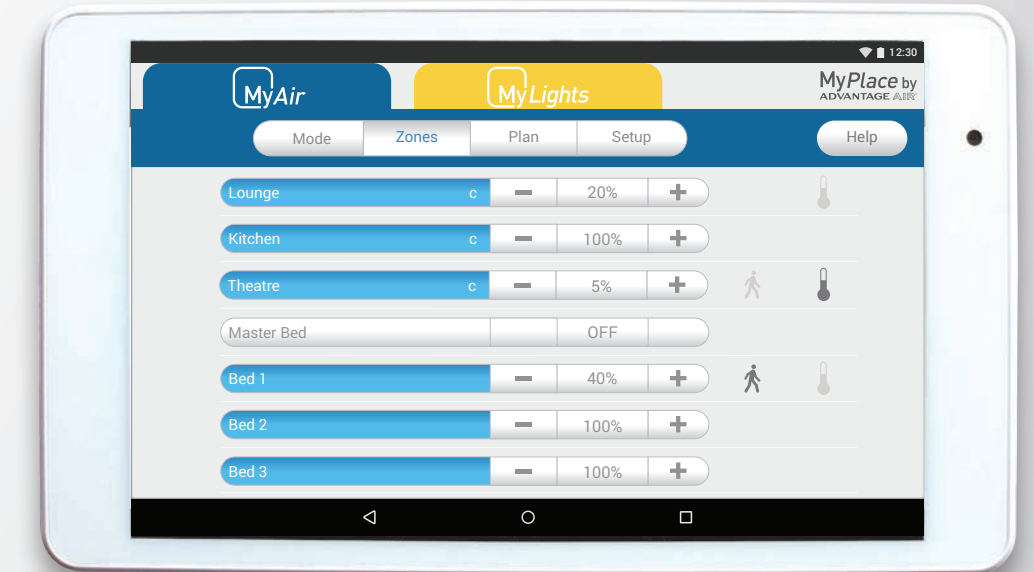 12:30
MyAir
MyLights
MyPlace by
ADVANTAGE AIR
Mode Zones Plan Setup Help
Lounge c 20%
Kitchen c 100%
Theatre c 5%
Master Bed OFF
Bed 1 40%
Bed 2 100%
Bed 3 100%